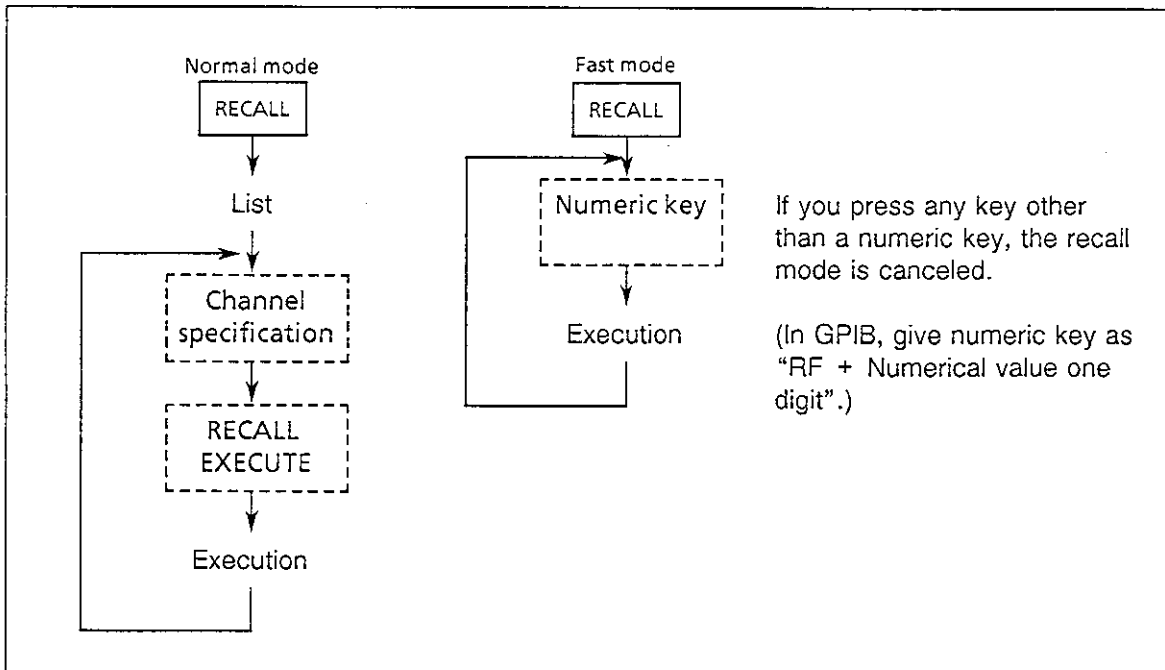 Normal mode
RECALL
List
Channel
specification
RECALL
EXECUTE
Execution
Fast mode
RECALL
Numeric key
Execution
If you press any key other
than a numeric key, the recall
mode is canceled.
(In GPIB, give numeric key as
“RF + Numerical value one
digit”.)